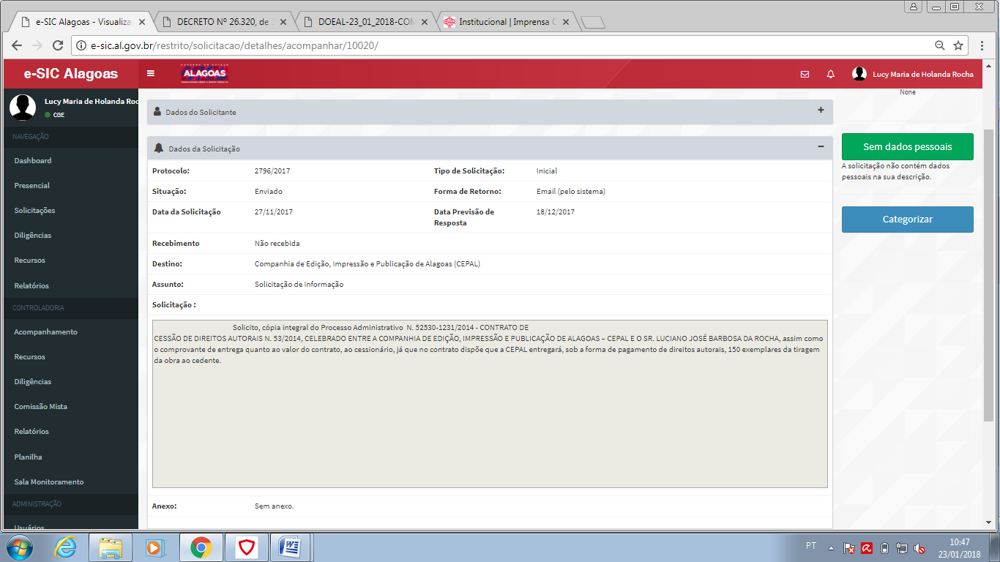 e-SIC Alagoas - Visualiza
DECRETO Nº 26.320, de
DOEAL-23_01_2018-COM
Institucional | Imprensa
e-sic.al.gov.br/restrito/solicitacao/detalhes/acompanhar/10020/
e-SIC Alagoas
ALAGOAS
Lucy Maria de Holanda Rocha
Lucy Maria de Holanda Roc
CGE
NAVEGAÇÃO
Dashboard
Presencial
Solicitações
Diligências
Recursos
Relatórios
CONTROLADORIA
Acompanhamento
Recursos
Diligências
Comissão Mista
Relatórios
Planilha
Sala Monitoramento
ADMINISTRAÇÃO
Usuários
Dados do Solicitante
Dados da Solicitação
Protocolo: 2796/2017 Tipo de Solicitação: Inicial
Situação: Enviado Forma de Retorno: Email (pelo sistema)
Data da Solicitação 27/11/2017 Data Previsão de Resposta 18/12/2017
Recebimento Não recebida
Destino: Companhia de Edição, Impressão e Publicação de Alagoas (CEPAL)
Assunto: Solicitação de Informação
Solicitação :
Solicito, cópia integral do Processo Administrativo N. 52530-1231/2014 - CONTRATO DE
CESSÃO DE DIREITOS AUTORAIS N. 53/2014, CELEBRADO ENTRE A COMPANHIA DE EDIÇÃO, IMPRESSÃO E PUBLICAÇÃO DE ALAGOAS – CEPAL E O SR. LUCIANO JOSÉ BARBOSA DA ROCHA, assim como
o comprovante de entrega quanto ao valor do contrato, ao cessionário, já que no contrato dispõe que a CEPAL entregará, sob a forma de pagamento de direitos autorais, 150 exemplares da tiragem
da obra ao cedente.
Anexo: Sem anexo.
None
Sem dados pessoais
A solicitação não contém dados
pessoais na sua descrição.
Categorizar
PT
10:47
23/01/2018